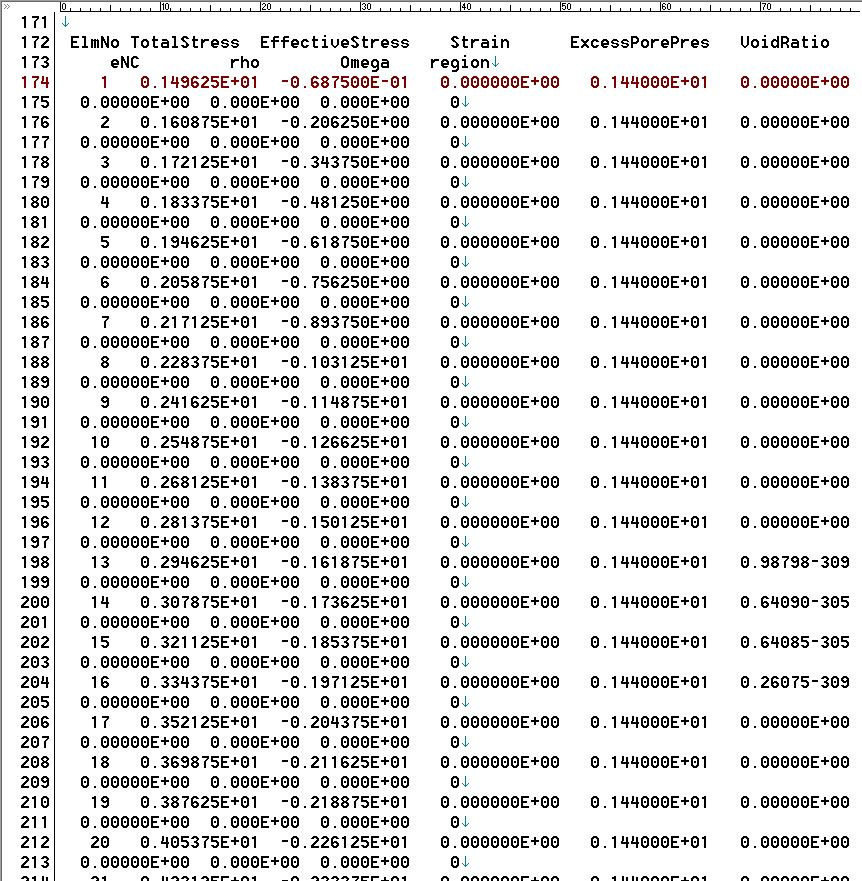 0 10 20 30 40 50 60 70
171 ↓
172 ElmNo TotalStress EffectiveStress Strain ExcessPorePres VoidRatio
173 eNC rho Omega region↓
174 1 0.149625E+01 -0.687500E-01 0.000000E+00 0.144000E+01 0.00000E+00
175 0.00000E+00 0.000E+00 0.000E+00 0↓
176 2 0.160875E+01 -0.206250E+00 0.000000E+00 0.144000E+01 0.00000E+00
177 0.00000E+00 0.000E+00 0.000E+00 0↓
178 3 0.172125E+01 -0.343750E+00 0.000000E+00 0.144000E+01 0.00000E+00
179 0.00000E+00 0.000E+00 0.000E+00 0↓
180 4 0.183375E+01 -0.481250E+00 0.000000E+00 0.144000E+01 0.00000E+00
181 0.00000E+00 0.000E+00 0.000E+00 0↓
182 5 0.194625E+01 -0.618750E+00 0.000000E+00 0.144000E+01 0.00000E+00
183 0.00000E+00 0.000E+00 0.000E+00 0↓
184 6 0.205875E+01 -0.756250E+00 0.000000E+00 0.144000E+01 0.00000E+00
185 0.00000E+00 0.000E+00 0.000E+00 0↓
186 7 0.217125E+01 -0.893750E+00 0.000000E+00 0.144000E+01 0.00000E+00
187 0.00000E+00 0.000E+00 0.000E+00 0↓
188 8 0.228375E+01 -0.103125E+01 0.000000E+00 0.144000E+01 0.00000E+00
189 0.00000E+00 0.000E+00 0.000E+00 0↓
190 9 0.241625E+01 -0.114875E+01 0.000000E+00 0.144000E+01 0.00000E+00
191 0.00000E+00 0.000E+00 0.000E+00 0↓
192 10 0.254875E+01 -0.126625E+01 0.000000E+00 0.144000E+01 0.00000E+00
193 0.00000E+00 0.000E+00 0.000E+00 0↓
194 11 0.268125E+01 -0.138375E+01 0.000000E+00 0.144000E+01 0.00000E+00
195 0.00000E+00 0.000E+00 0.000E+00 0↓
196 12 0.281375E+01 -0.150125E+01 0.000000E+00 0.144000E+01 0.00000E+00
197 0.00000E+00 0.000E+00 0.000E+00 0↓
198 13 0.294625E+01 -0.161875E+01 0.000000E+00 0.144000E+01 0.98798-309
199 0.00000E+00 0.000E+00 0.000E+00 0↓
200 14 0.307875E+01 -0.173625E+01 0.000000E+00 0.144000E+01 0.64090-305
201 0.00000E+00 0.000E+00 0.000E+00 0↓
202 15 0.321125E+01 -0.185375E+01 0.000000E+00 0.144000E+01 0.64085-305
203 0.00000E+00 0.000E+00 0.000E+00 0↓
204 16 0.334375E+01 -0.197125E+01 0.000000E+00 0.144000E+01 0.26075-309
205 0.00000E+00 0.000E+00 0.000E+00 0↓
206 17 0.352125E+01 -0.204375E+01 0.000000E+00 0.144000E+01 0.00000E+00
207 0.00000E+00 0.000E+00 0.000E+00 0↓
208 18 0.369875E+01 -0.211625E+01 0.000000E+00 0.144000E+01 0.00000E+00
209 0.00000E+00 0.000E+00 0.000E+00 0↓
210 19 0.387625E+01 -0.218875E+01 0.000000E+00 0.144000E+01 0.00000E+00
211 0.00000E+00 0.000E+00 0.000E+00 0↓
212 20 0.405375E+01 -0.226125E+01 0.000000E+00 0.144000E+01 0.00000E+00
213 0.00000E+00 0.000E+00 0.000E+00 0↓